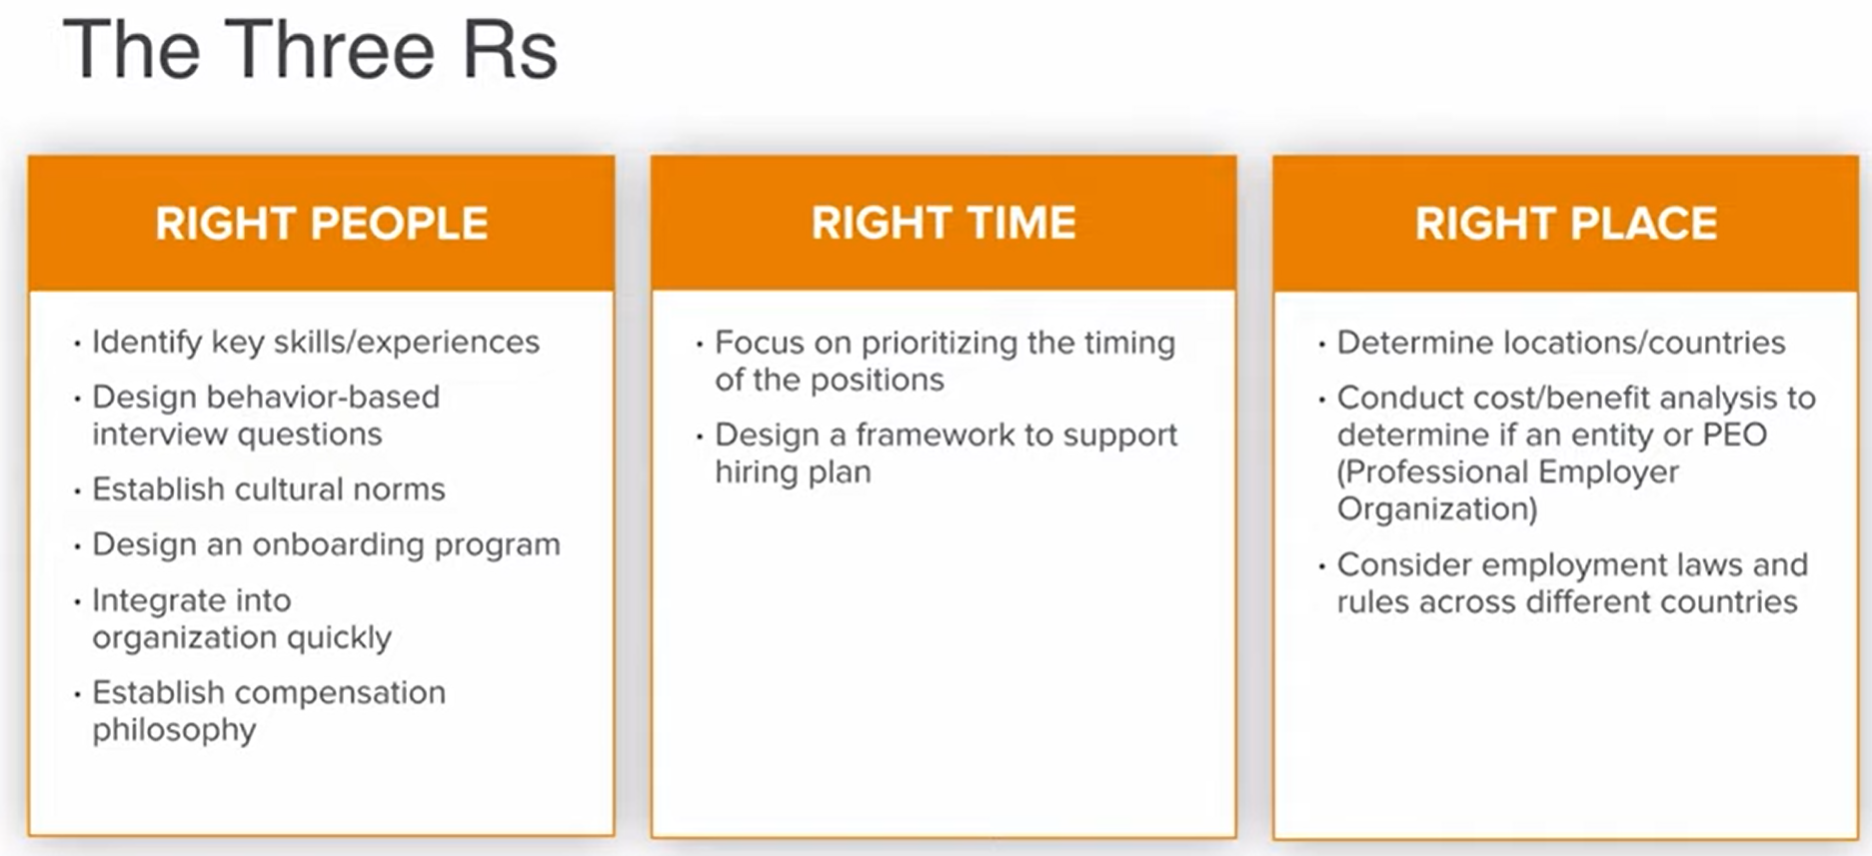 The Three Rs
RIGHT PEOPLE
· Identify key skills/experiences
· Design behavior-based
interview questions
· Establish cultural norms
· Design an onboarding program
· Integrate into
organization quickly
· Establish compensation
philosophy
RIGHT TIME
· Focus on prioritizing the timing
of the positions
· Design a framework to support
hiring plan
RIGHT PLACE
· Determine locations/countries
· Conduct cost/benefit analysis to
determine if an entity or PEO
(Professional Employer
Organization)
· Consider employment laws and
rules across different countries